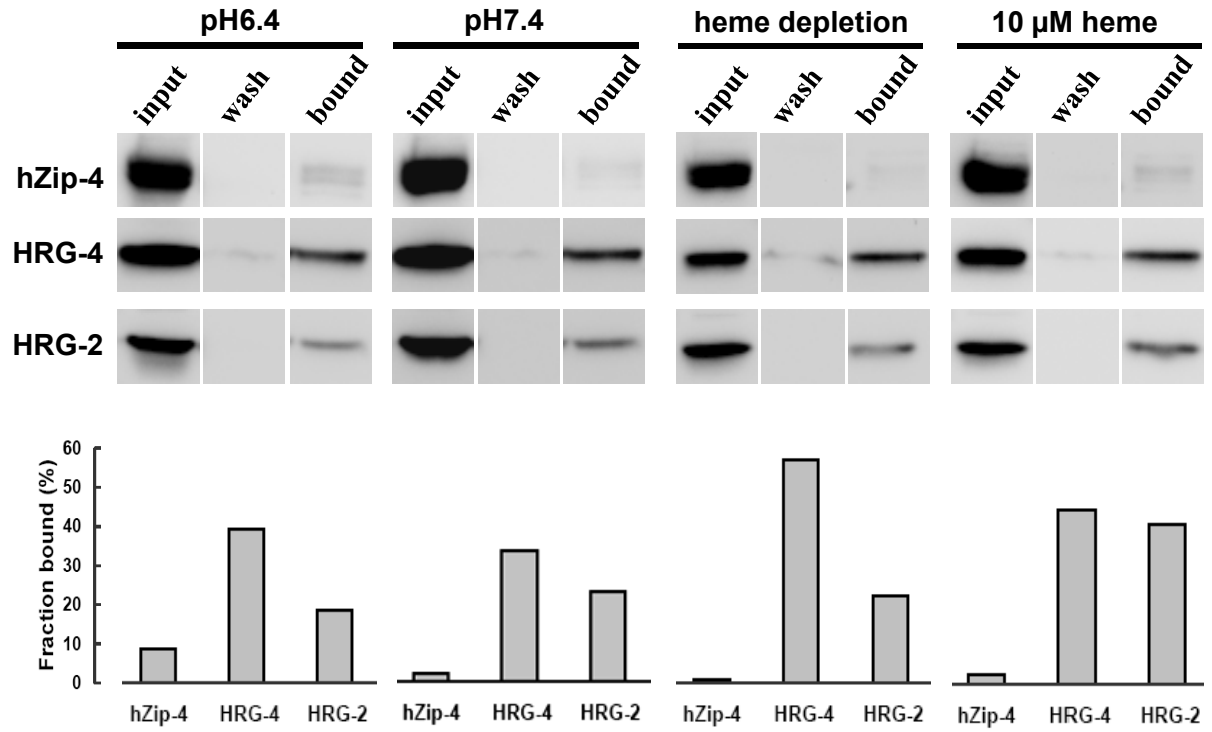 pH6.4 pH7.4 heme depletion 10 µM heme
input wash bound input wash bound input wash bound input wash bound
hZip-4
HRG-4
HRG-2
Fraction bound (%)
60
50
40
30
20
10
0
hZip-4 HRG-4 HRG-2 hZip-4 HRG-4 HRG-2 hZip-4 HRG-4 HRG-2 hZip-4 HRG-4 HRG-2